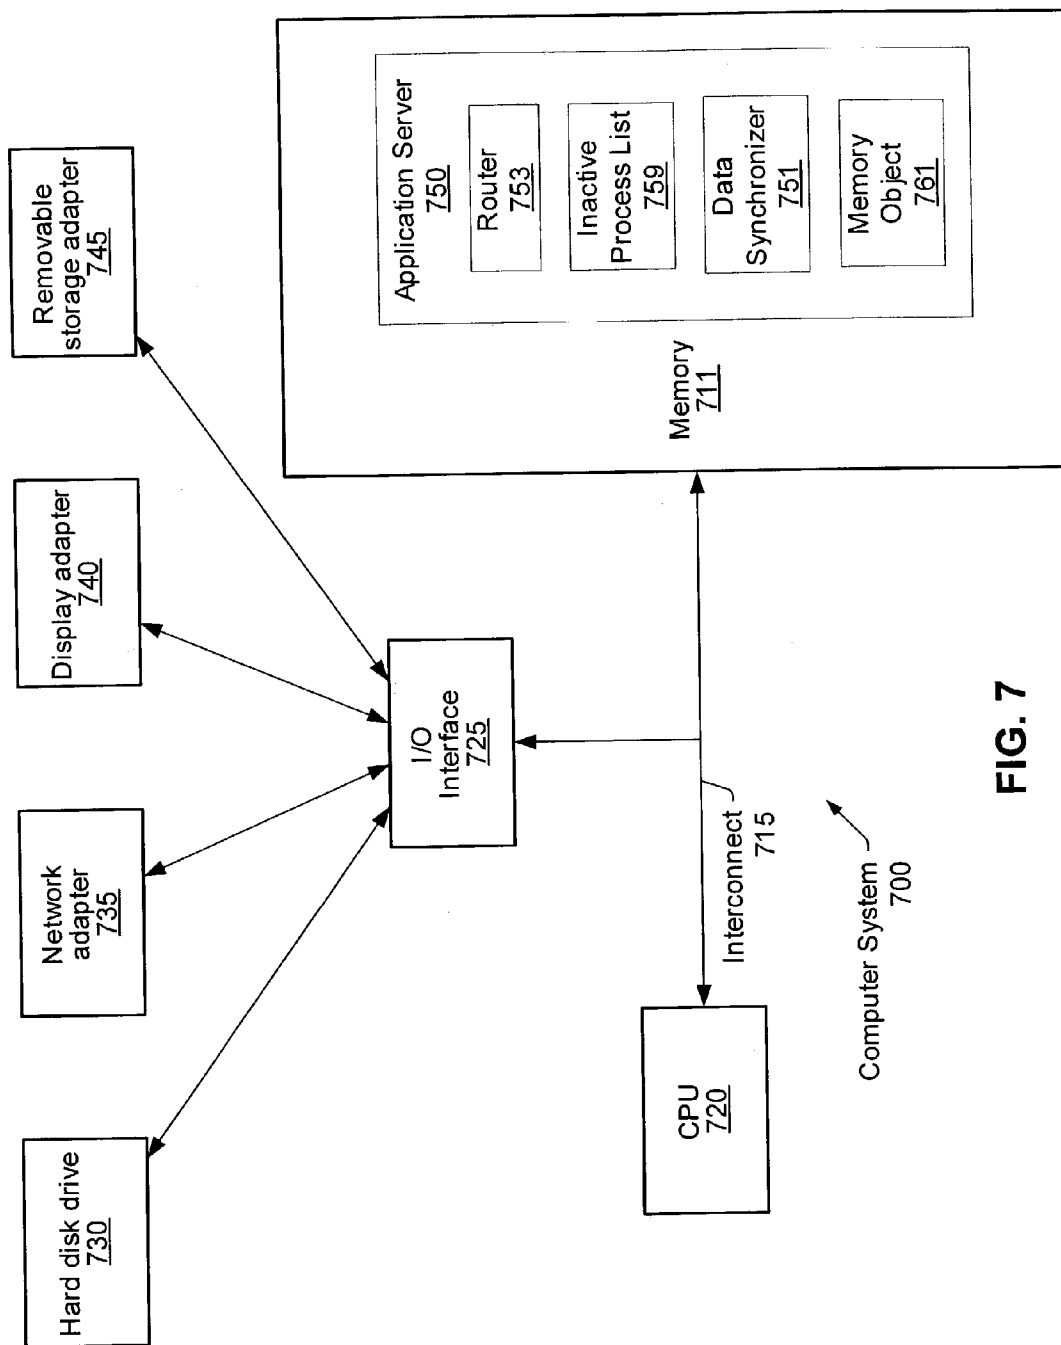 Hard disk drive
730
Network
adapter
735
Display adapter
740
Removable
storage adapter
745
I/O
Interface
725
CPU
720
Interconnect
715
Memory
711
Application Server
750
Router
753
Inactive
Process List
759
Data
Synchronizer
751
Memory
Object
761
Computer System
700
FIG. 7